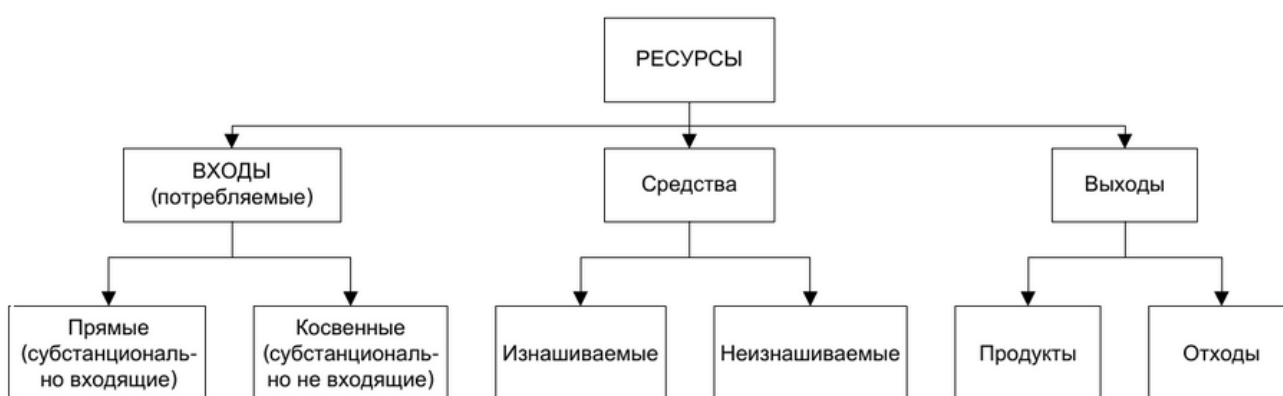 РЕСУРСЫ
ВХОДЫ
(потребляемые)
Средства
Выходы
Прямые
(субстанциональ-
но входящие)
Косвенные
(субстанциональ-
но не входящие)
Изнашиваемые
Неизнашиваемые
Продукты
Отходы